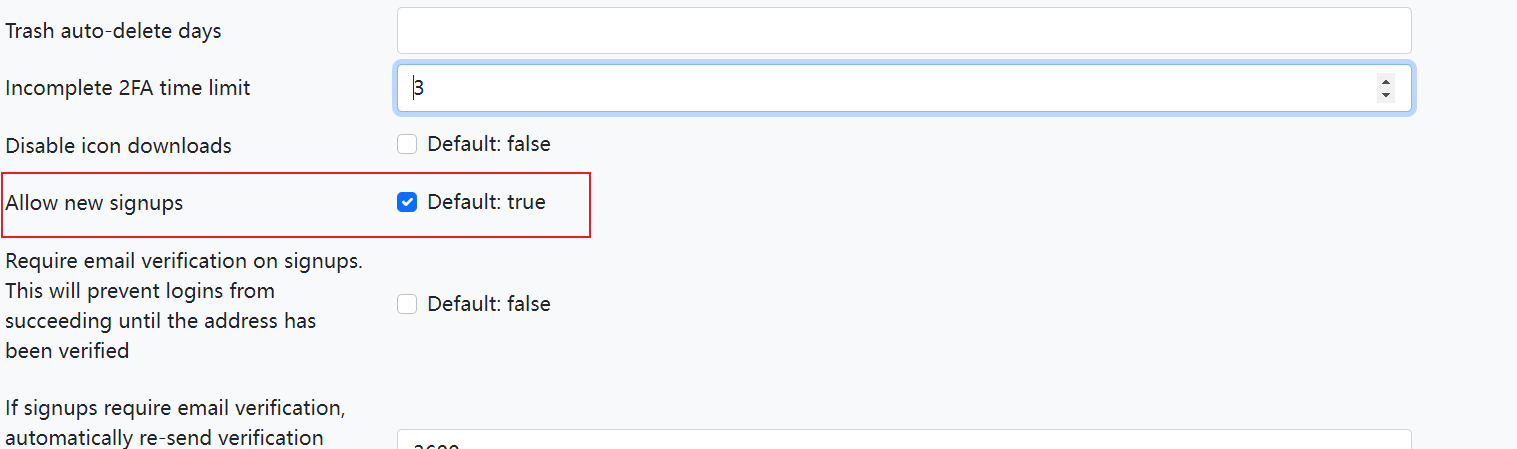 Trash auto-delete days
Incomplete 2FA time limit
3
Disable icon downloads
Default: false
Allow new signups
Default: true
Require email verification on signups.
This will prevent logins from
succeeding until the address has
been verified
Default: false
If signups require email verification,
automatically re-send verification